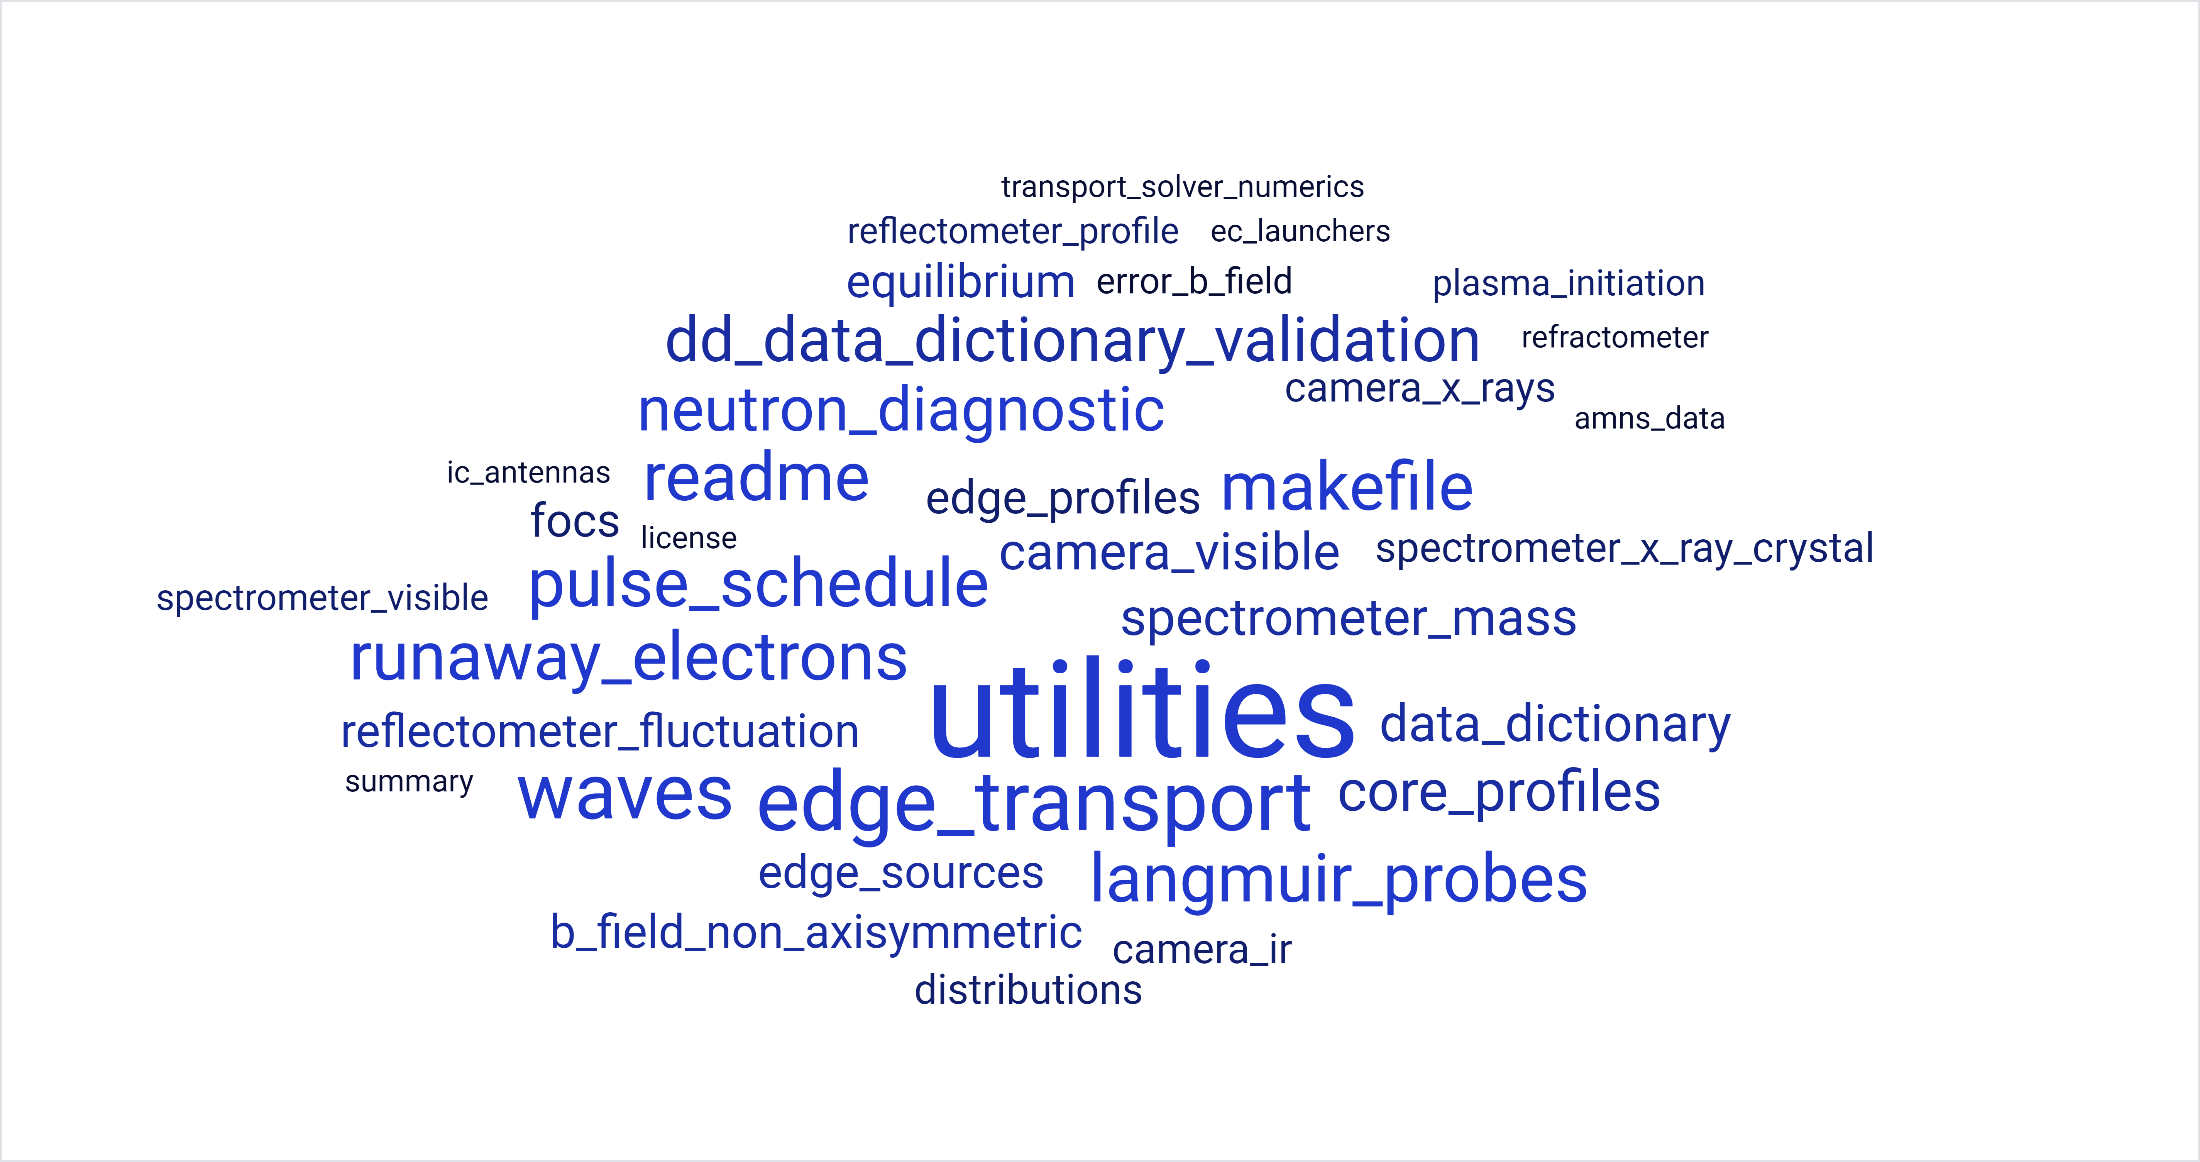 transport_solver_numerics
reflectometer_profile ec_launchers
equilibrium error_b_field plasma_initiation
dd_data_dictionary_validation refractometer
neutron_diagnostic camera_x_rays
amns_data
ic_antennas readme edge_profiles makefile
focs license
camera_visible spectrometer_x_ray_crystal
spectrometer_visible pulse_schedule spectrometer_mass
runaway_electrons
utilities
reflectometer_fluctuation data_dictionary
summary waves edge_transport core_profiles
edge_sources langmuir_probes
b_field_non_axisymmetric camera_ir
distributions